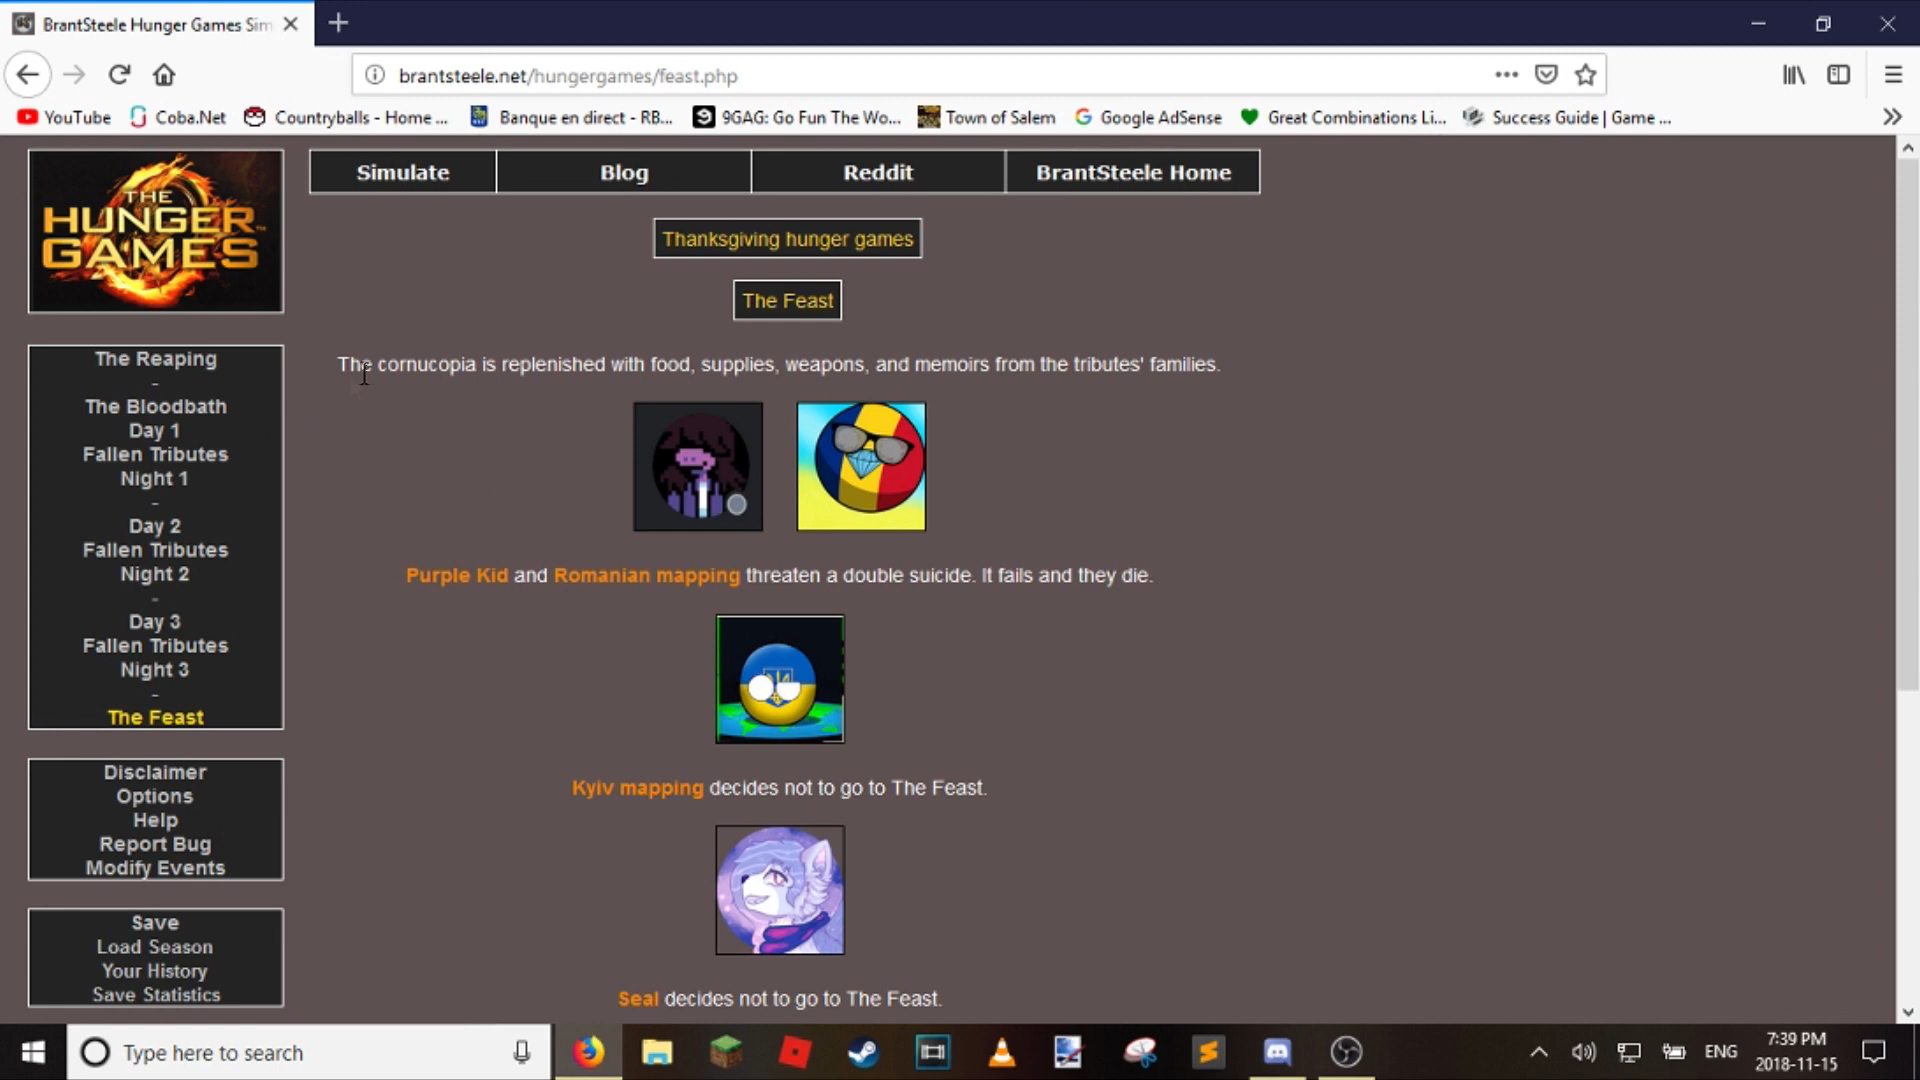 BrantSteele Hunger Games Sim
brantsteele.net/hungergames/feast.php
YouTube Coba.Net Countryballs - Home ... Banque en direct - RB... 9GAG: Go Fun The Wo... Town of Salem Google AdSense Great Combinations Li... Success Guide | Game ...
THE
HUNGER
GAMES
Simulate Blog Reddit BrantSteele Home
Thanksgiving hunger games
The Feast
The cornucopia is replenished with food, supplies, weapons, and memoirs from the tributes' families.
Purple Kid and Romanian mapping threaten a double suicide. It fails and they die.
Kyiv mapping decides not to go to The Feast.
Seal decides not to go to The Feast.
The Reaping
-
The Bloodbath
Day 1
Fallen Tributes
Night 1
-
Day 2
Fallen Tributes
Night 2
-
Day 3
Fallen Tributes
Night 3
-
The Feast
Disclaimer
Options
Help
Report Bug
Modify Events
Save
Load Season
Your History
Save Statistics
Type here to search
ENG
7:39 PM
2018-11-15